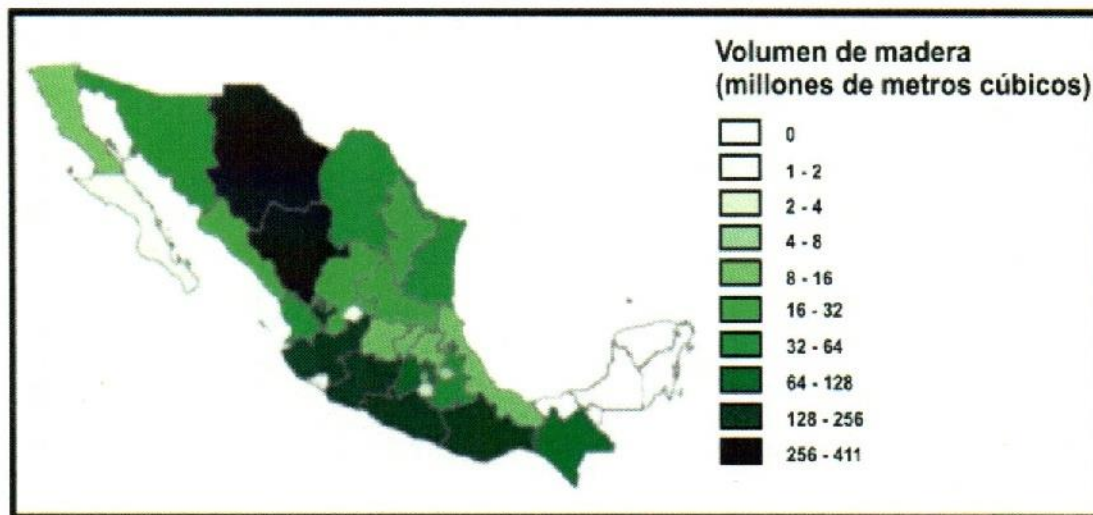 Volumen de madera
(millones de metros cúbicos)
0
1 - 2
2 - 4
4 - 8
8 - 16
16 - 32
32 - 64
64 - 128
128 - 256
256 - 411